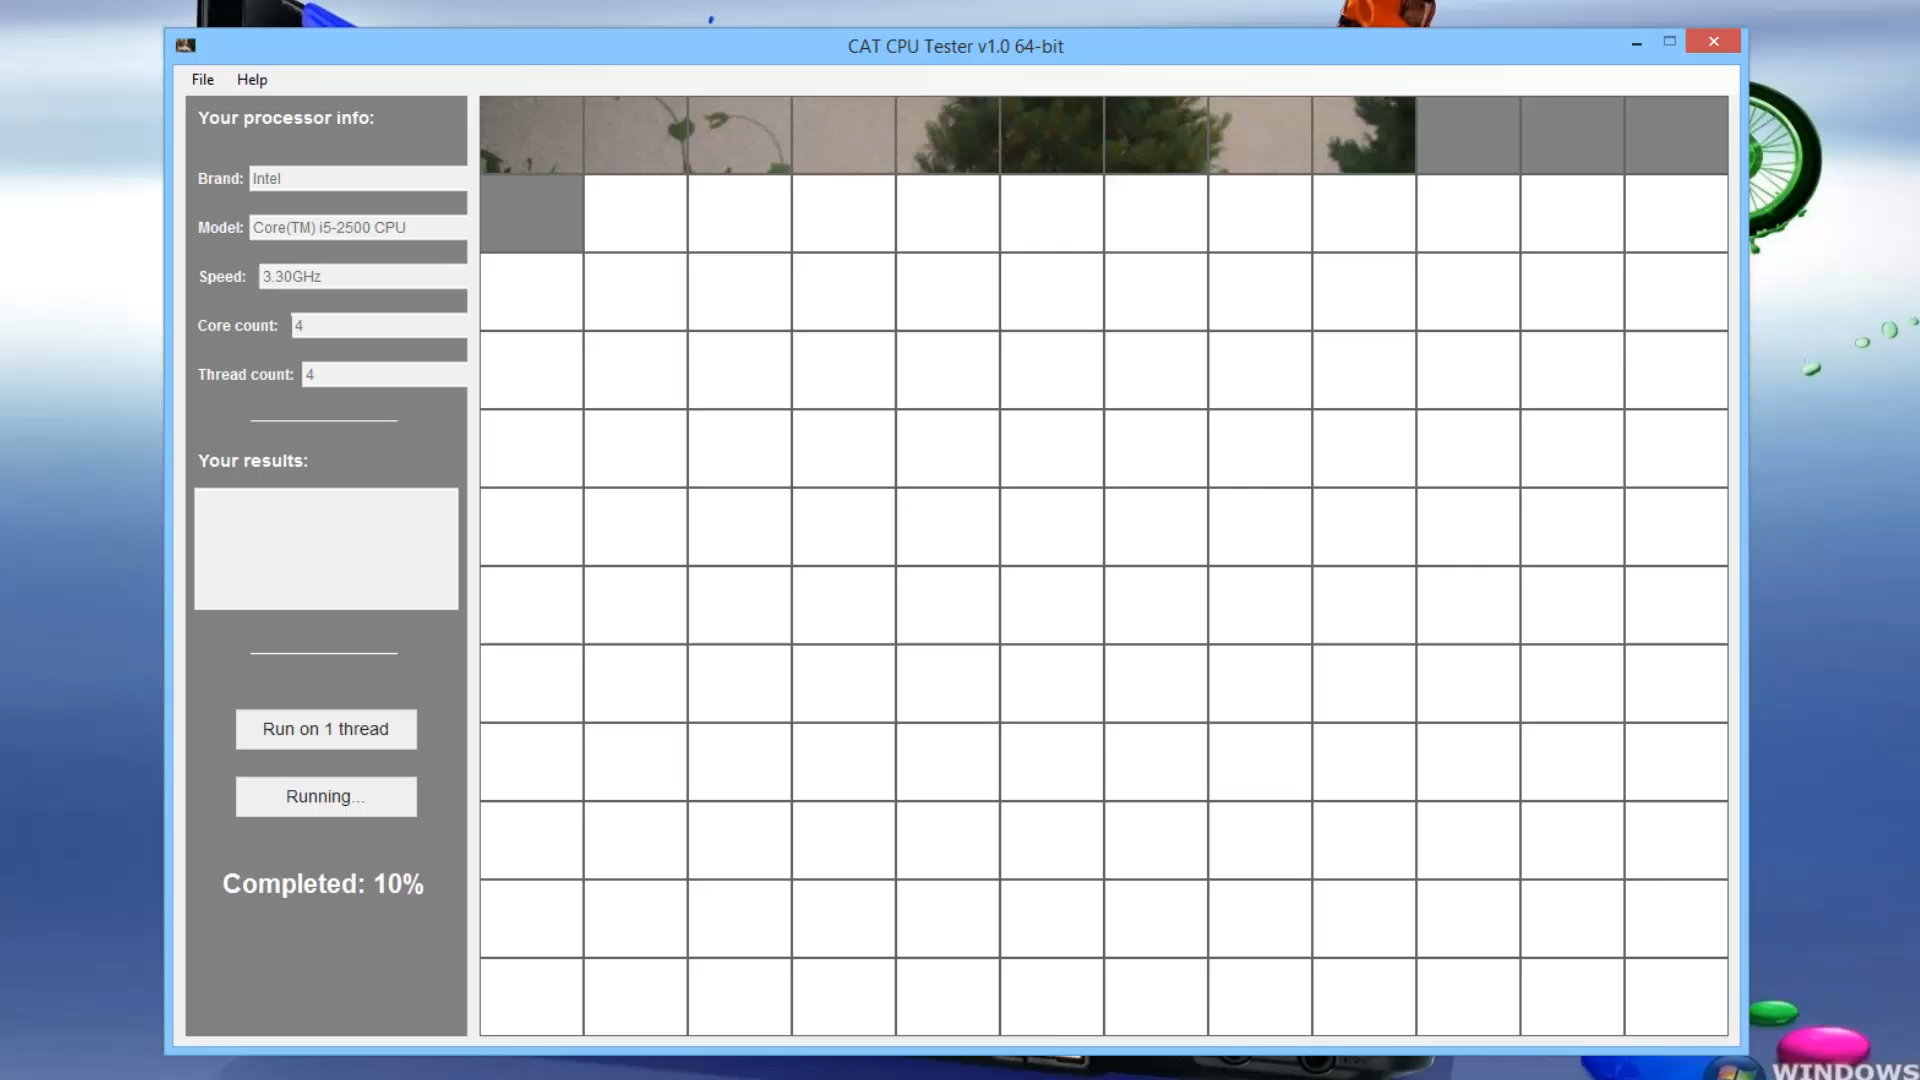 CAT CPU Tester v1.0 64-bit
File Help
Your processor info:
Brand: Intel
Model: Core(TM) i5-2500 CPU
Speed: 3.30GHz
Core count: 4
Thread count: 4
Your results:
Run on 1 thread
Running...
Completed: 10%
WINDOWS